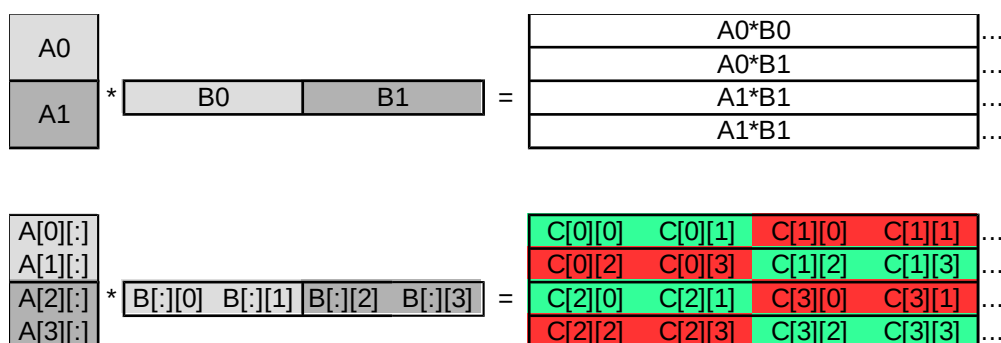 A0
A1
*
B0 B1
=
A0*B0 ...
A0*B1 ...
A1*B1 ...
A1*B1 ...
A[0][:]
A[1][:]
A[2][:]
A[3][:]
*
B[:][0] B[:][1] B[:][2] B[:][3]
=
C[0][0] C[0][1] C[1][0] C[1][1] ...
C[0][2] C[0][3] C[1][2] C[1][3] ...
C[2][0] C[2][1] C[3][0] C[3][1] ...
C[2][2] C[2][3] C[3][2] C[3][3] ...